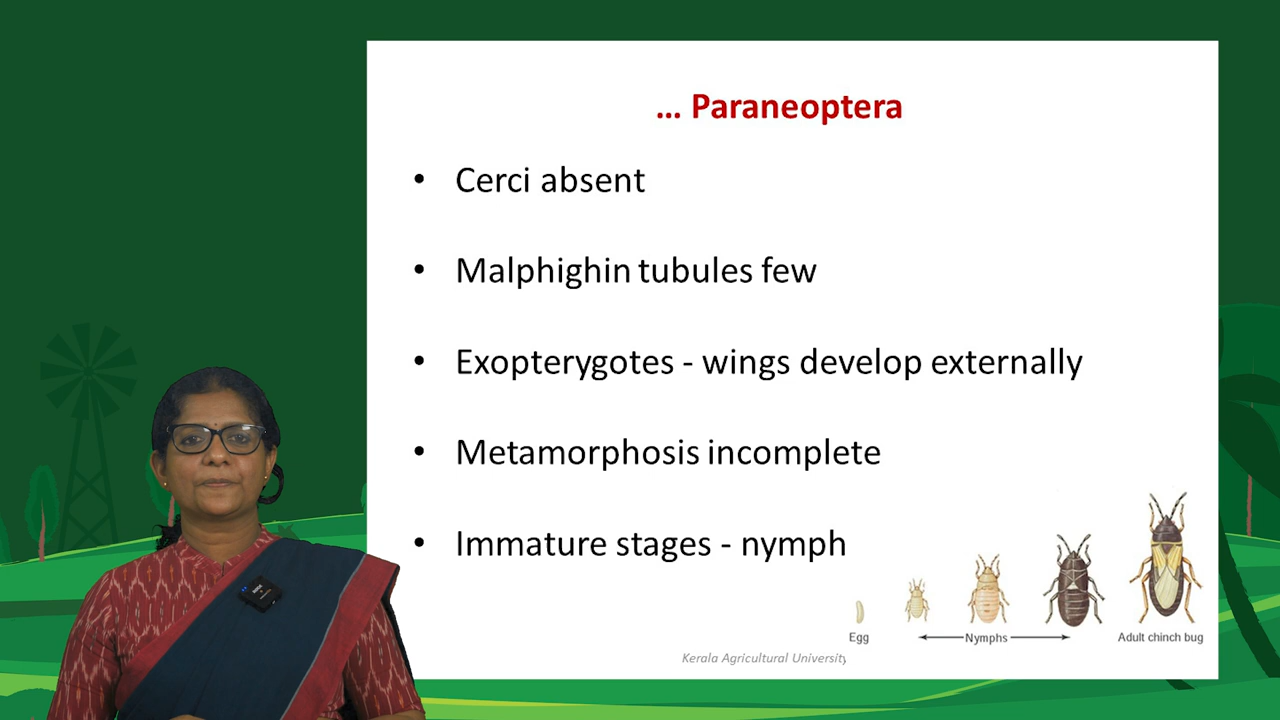 ... Paraneoptera
• Cerci absent
• Malphighin tubules few
• Exopterygotes - wings develop externally
• Metamorphosis incomplete
• Immature stages - nymph
Egg
Nymphs
Adult chinch bug
Kerala Agricultural University